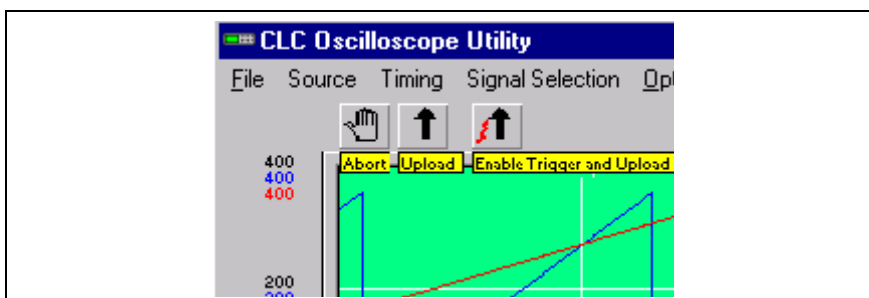 CLC Oscilloscope Utility
File Source Timing Signal Selection
Abort Upload Enable Trigger and Upload
400
400
400
200